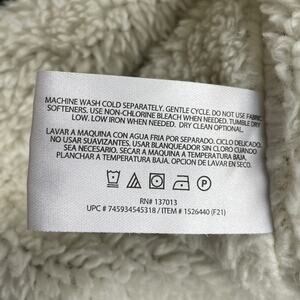 MACHINE WASH COLD SEPARATELY. GENTLE CYCLE. DO NOT USE FABRIC
SOFTENERS. USE NON-CHLORINE BLEACH WHEN NEEDED. TUMBLE DRY
LOW. LOW IRON WHEN NEEDED. DRY CLEAN OPTIONAL.
LAVAR A MAQUINA CON AGUA FRIA POR SEPARADO. CICLO DELICADO.
NO USAR SUAVIZANTES. USAR BLANQUEADOR SIN CLORO CUANDO
SEA NECESARIO. SECAR A MAQUINA A TEMPERATURA BAJA.
PLANCHAR A TEMPERATURA BAJA. OPCION DE LAVAR EN SECO.
P
RN# 137013
UPC # 745934545318 / ITEM # 1526440 (F21)